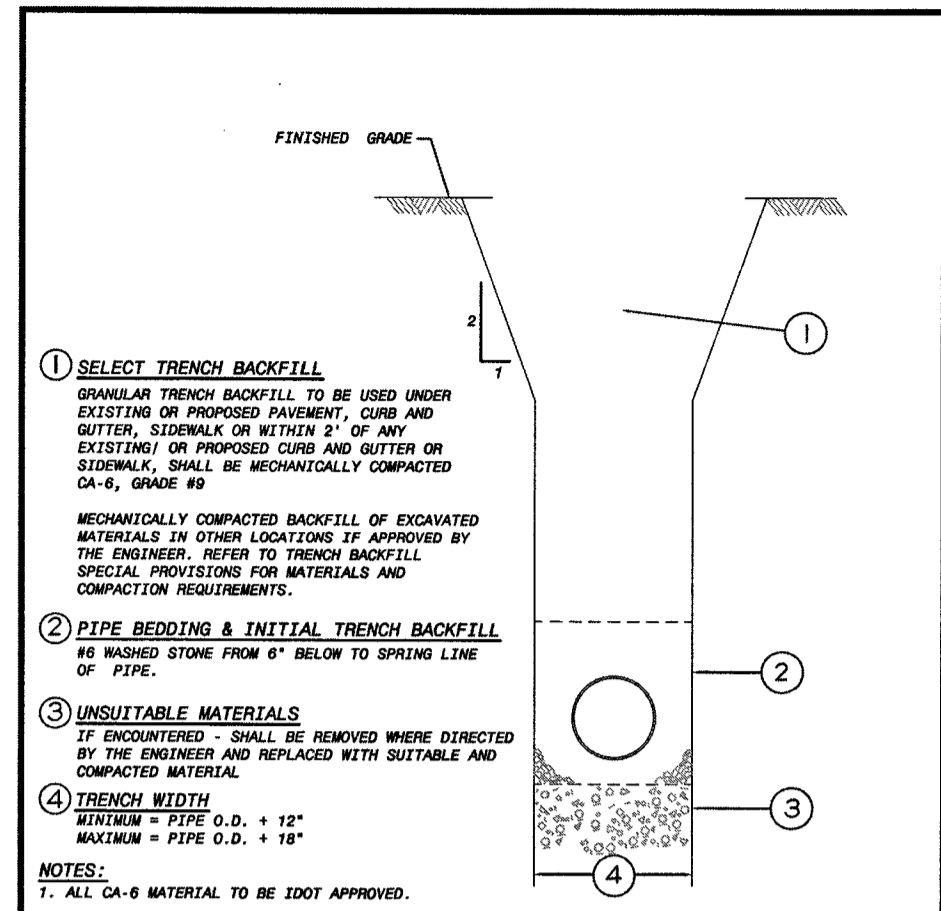 FINISHED GRADE
2
1
1
1 SELECT TRENCH BACKFILL
GRANULAR TRENCH BACKFILL TO BE USED UNDER
EXISTING OR PROPOSED PAVEMENT, CURB AND
GUTTER, SIDEWALK OR WITHIN 2' OF ANY
EXISTING/ OR PROPOSED CURB AND GUTTER OR
SIDEWALK, SHALL BE MECHANICALLY COMPACTED
CA-6, GRADE #9
MECHANICALLY COMPACTED BACKFILL OF EXCAVATED
MATERIALS IN OTHER LOCATIONS IF APPROVED BY
THE ENGINEER. REFER TO TRENCH BACKFILL
SPECIAL PROVISIONS FOR MATERIALS AND
COMPACTION REQUIREMENTS.
2 PIPE BEDDING & INITIAL TRENCH BACKFILL
#6 WASHED STONE FROM 6" BELOW TO SPRING LINE
OF PIPE.
2
3 UNSUITABLE MATERIALS
IF ENCOUNTERED - SHALL BE REMOVED WHERE DIRECTED
BY THE ENGINEER AND REPLACED WITH SUITABLE AND
COMPACTED MATERIAL
3
4 TRENCH WIDTH
MINIMUM = PIPE O.D. + 12"
MAXIMUM = PIPE O.D. + 18"
4
NOTES:
1. ALL CA-6 MATERIAL TO BE IDOT APPROVED.